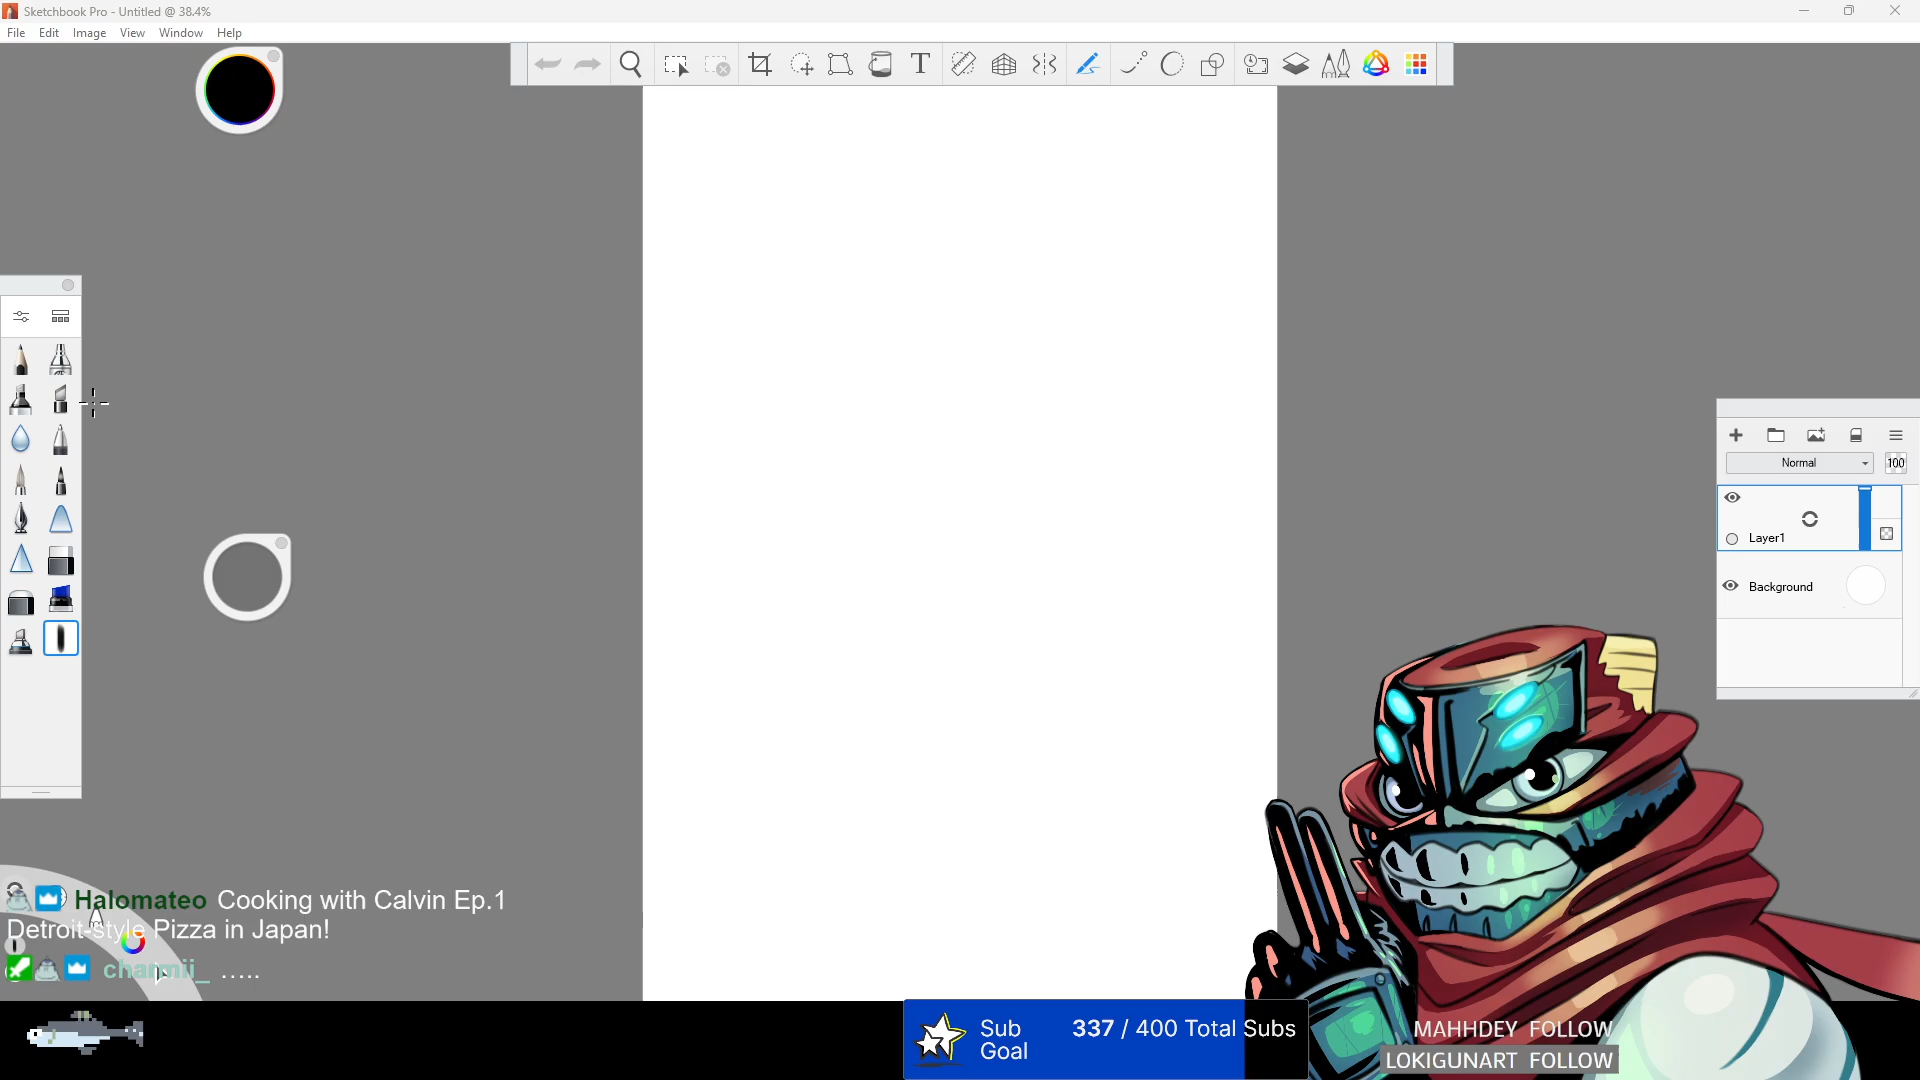 Sketchbook Pro - Untitled @ 38.4%
File Edit Image View Window Help
T
Normal 100
Layer1
Background
Halomateo Cooking with Calvin Ep.1
Detroit-style Pizza in Japan!
charmii_ .....
Sub Goal 337 / 400 Total Subs
MAHHDEY FOLLOW
LOKIGUNART FOLLOW